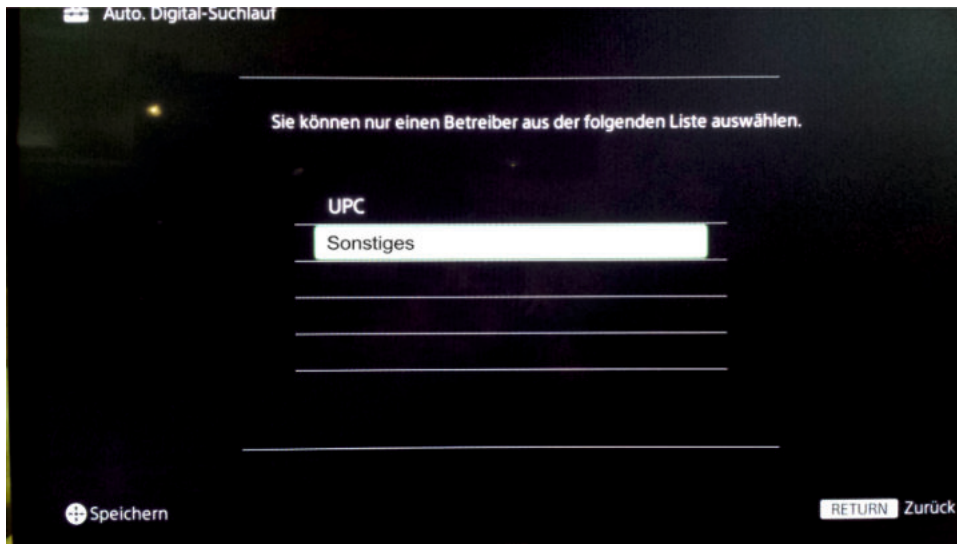 Auto. Digital-Suchlauf
Sie können nur einen Betreiber aus der folgenden Liste auswählen.
UPC
Sonstiges
Speichern
RETURN Zurück